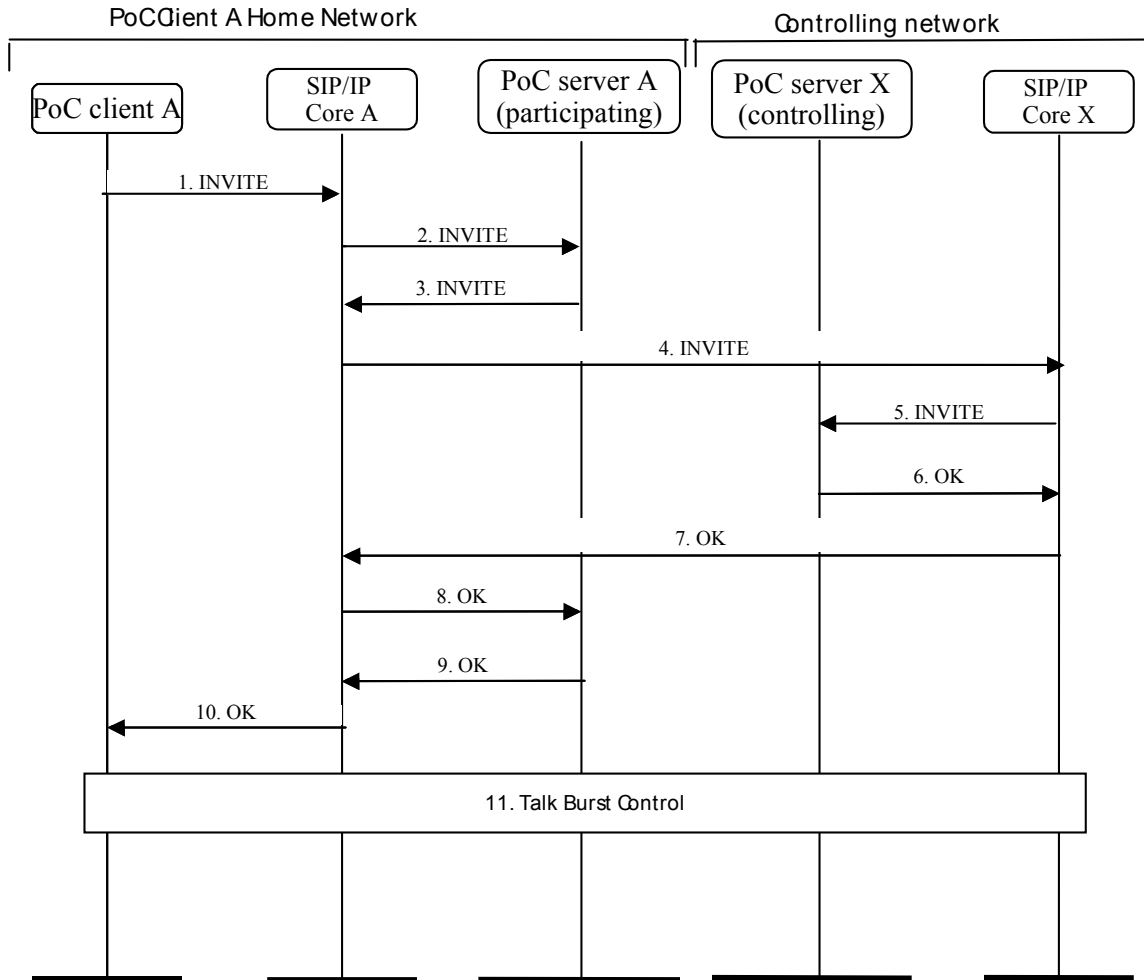 PoCClient A Home Network
Controlling network
PoC client A
SIP/IP
Core A
PoC server A
(participating)
PoC server X
(controlling)
SIP/IP
Core X
1. INVITE
2. INVITE
3. INVITE
4. INVITE
5. INVITE
6. OK
7. OK
8. OK
9. OK
10. OK
11. Talk Burst Control